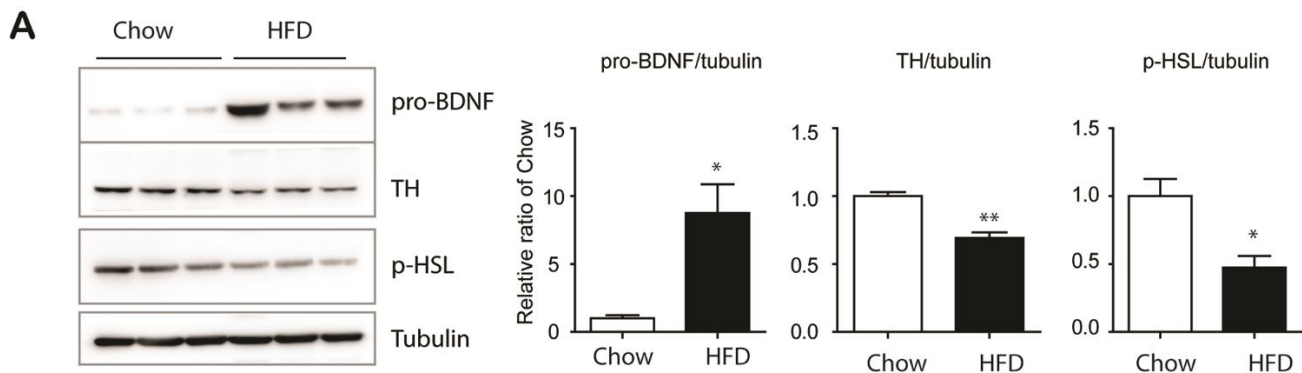 A
Chow HFD
pro-BDNF
TH
p-HSL
Tubulin
pro-BDNF/tubulin
Relative ratio of Chow
15
10
5
0
*
Chow HFD
TH/tubulin
1.5
1.0
0.5
0.0
**
Chow HFD
p-HSL/tubulin
1.5
1.0
0.5
0.0
*
Chow HFD